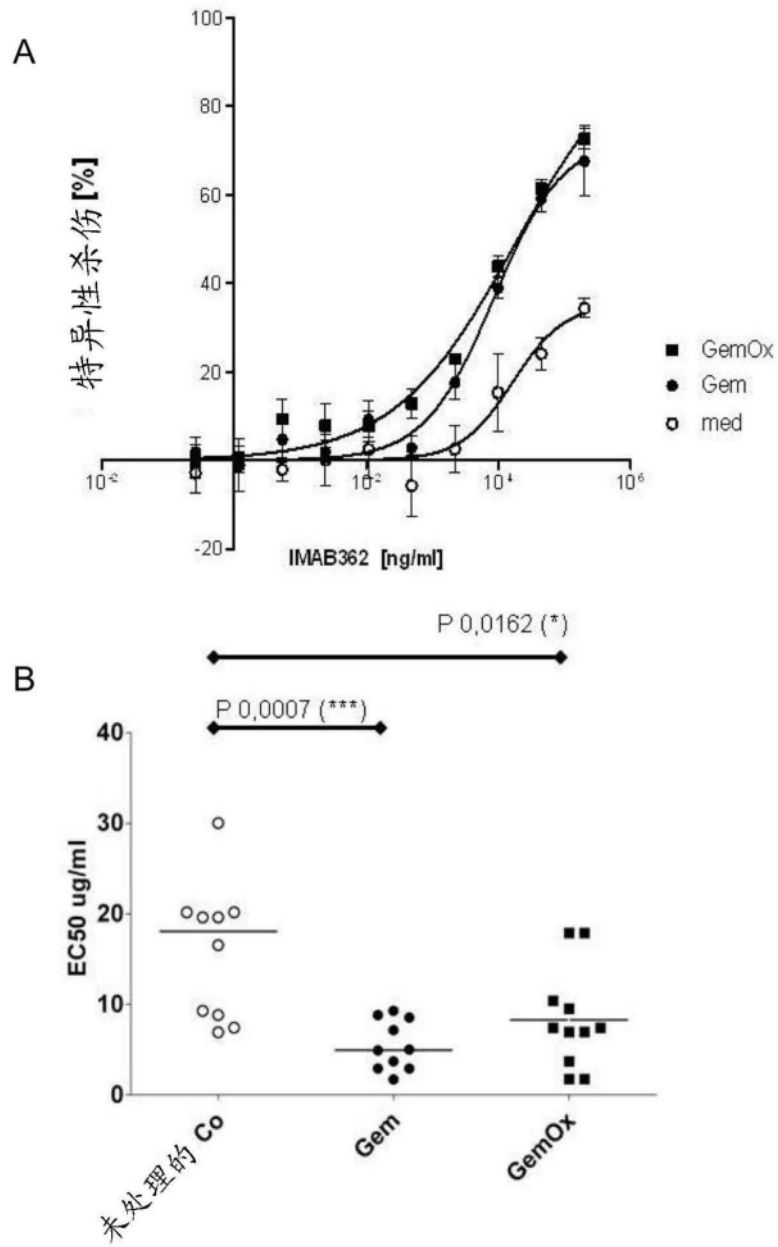 A
100
80
60
40
20
-20
特异性杀伤 [%]
10⁻²
10²
10⁴
10⁶
IMAB362 [ng/ml]
GemOx
Gem
med
B
P 0,0162 (*)
P 0,0007 (***)
40
30
20
10
0
EC50 ug/ml
未处理的 Co
Gem
GemOx